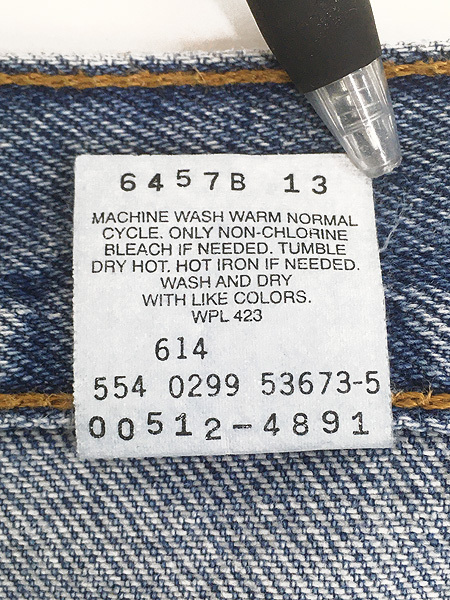 6457B 13
MACHINE WASH WARM NORMAL
CYCLE. ONLY NON-CHLORINE
BLEACH IF NEEDED. TUMBLE
DRY HOT. HOT IRON IF NEEDED.
WASH AND DRY
WITH LIKE COLORS.
WPL 423
614
554 0299 53673-5
00512-4891